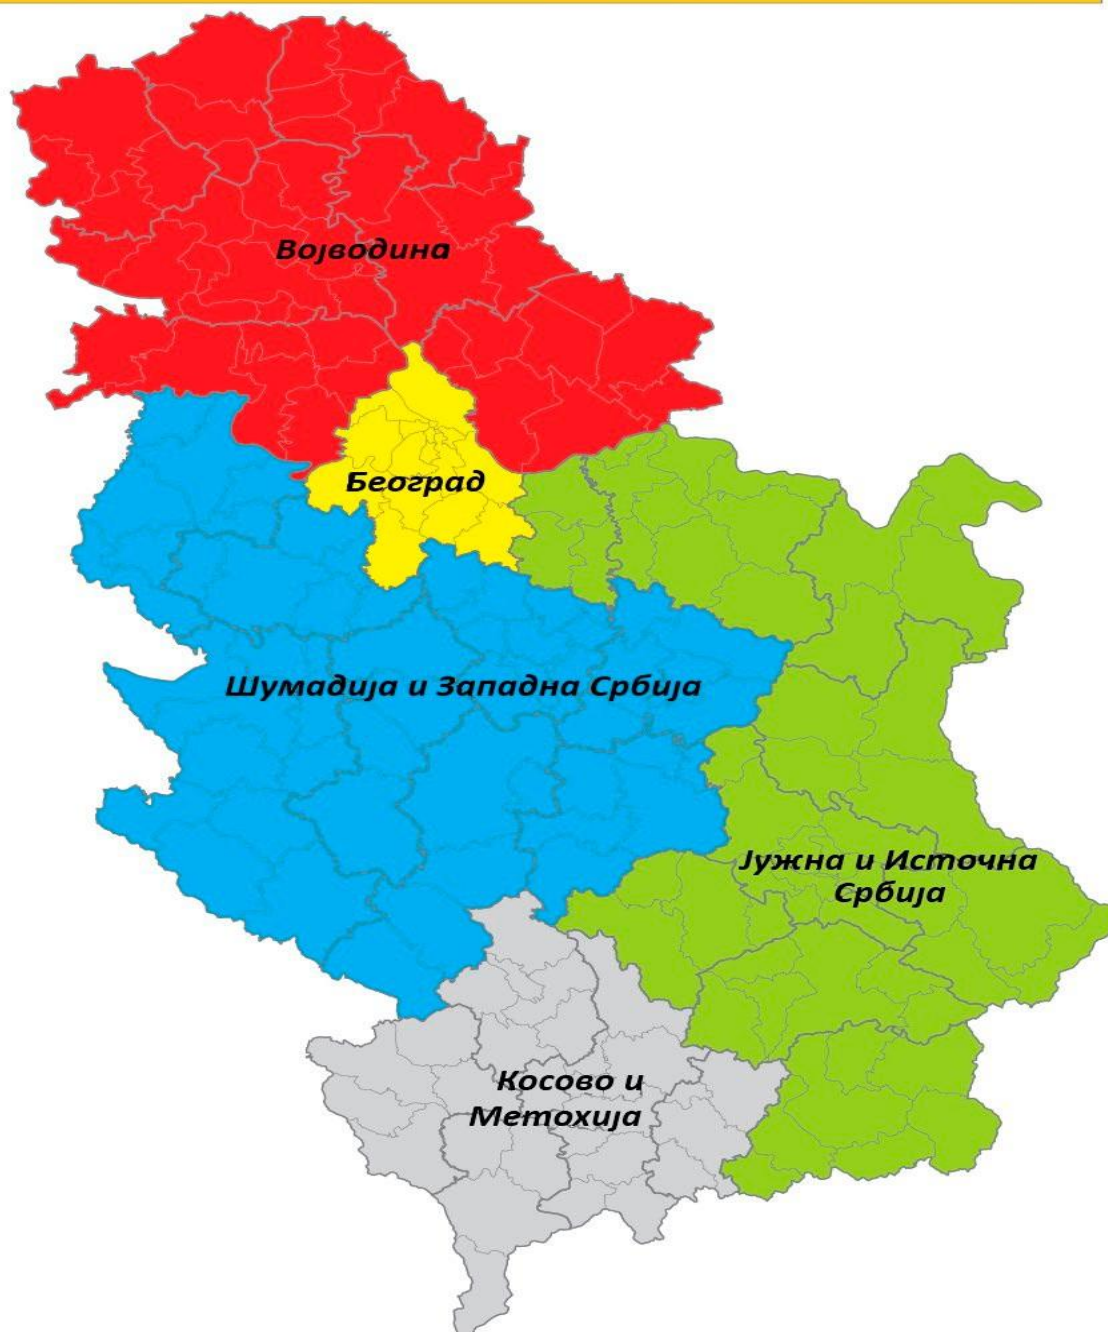 Војводина
Београд
Шумадија и Западна Србија
Јужна и Источна
Србија
Косово и
Метохија